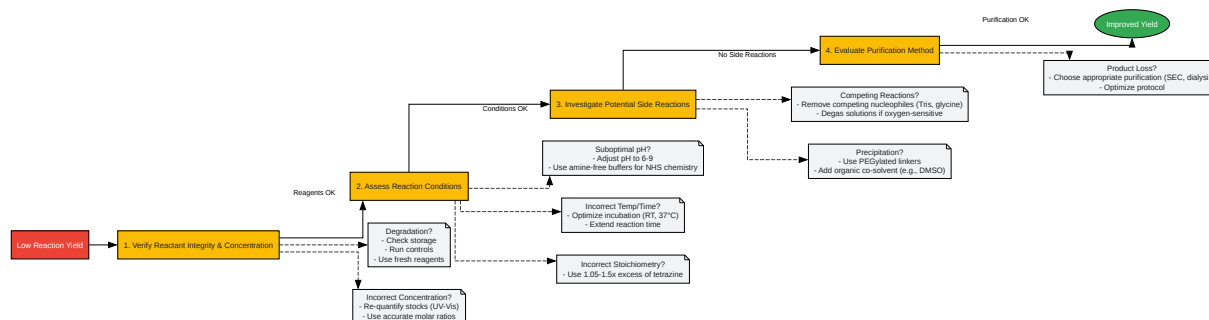 Low Reaction Yield
1. Verify Reactant Integrity & Concentration
Degradation?
- Check storage
- Run controls
- Use fresh reagents
Incorrect Concentration?
- Re-quantify stocks (UV-Vis)
- Use accurate molar ratios
Reagents OK
2. Assess Reaction Conditions
Suboptimal pH?
- Adjust pH to 6-9
- Use amine-free buffers for NHS chemistry
Incorrect Temp/Time?
- Optimize incubation (RT, 37°C)
- Extend reaction time
Incorrect Stoichiometry?
- Use 1.05-1.5x excess of tetrazine
Conditions OK
3. Investigate Potential Side Reactions
Competing Reactions?
- Remove competing nucleophiles (Tris, glycine)
- Degas solutions if oxygen-sensitive
Precipitation?
- Use PEGylated linkers
- Add organic co-solvent (e.g., DMSO)
No Side Reactions
4. Evaluate Purification Method
Product Loss?
- Choose appropriate purification (SEC, dialysi
- Optimize protocol
Purification OK
Improved Yield